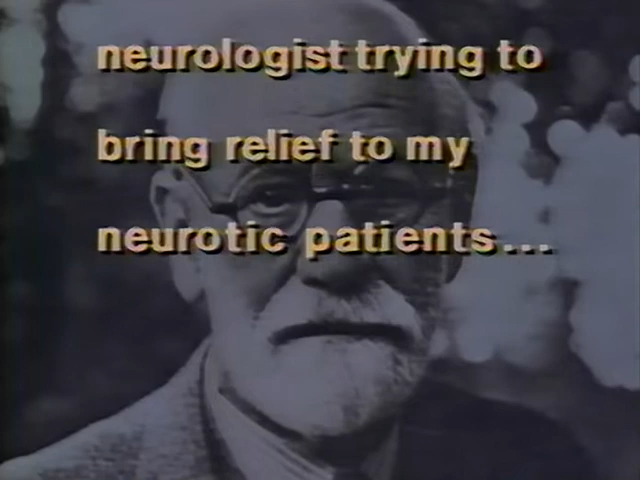 neurologist trying to
bring relief to my
neurotic patients...